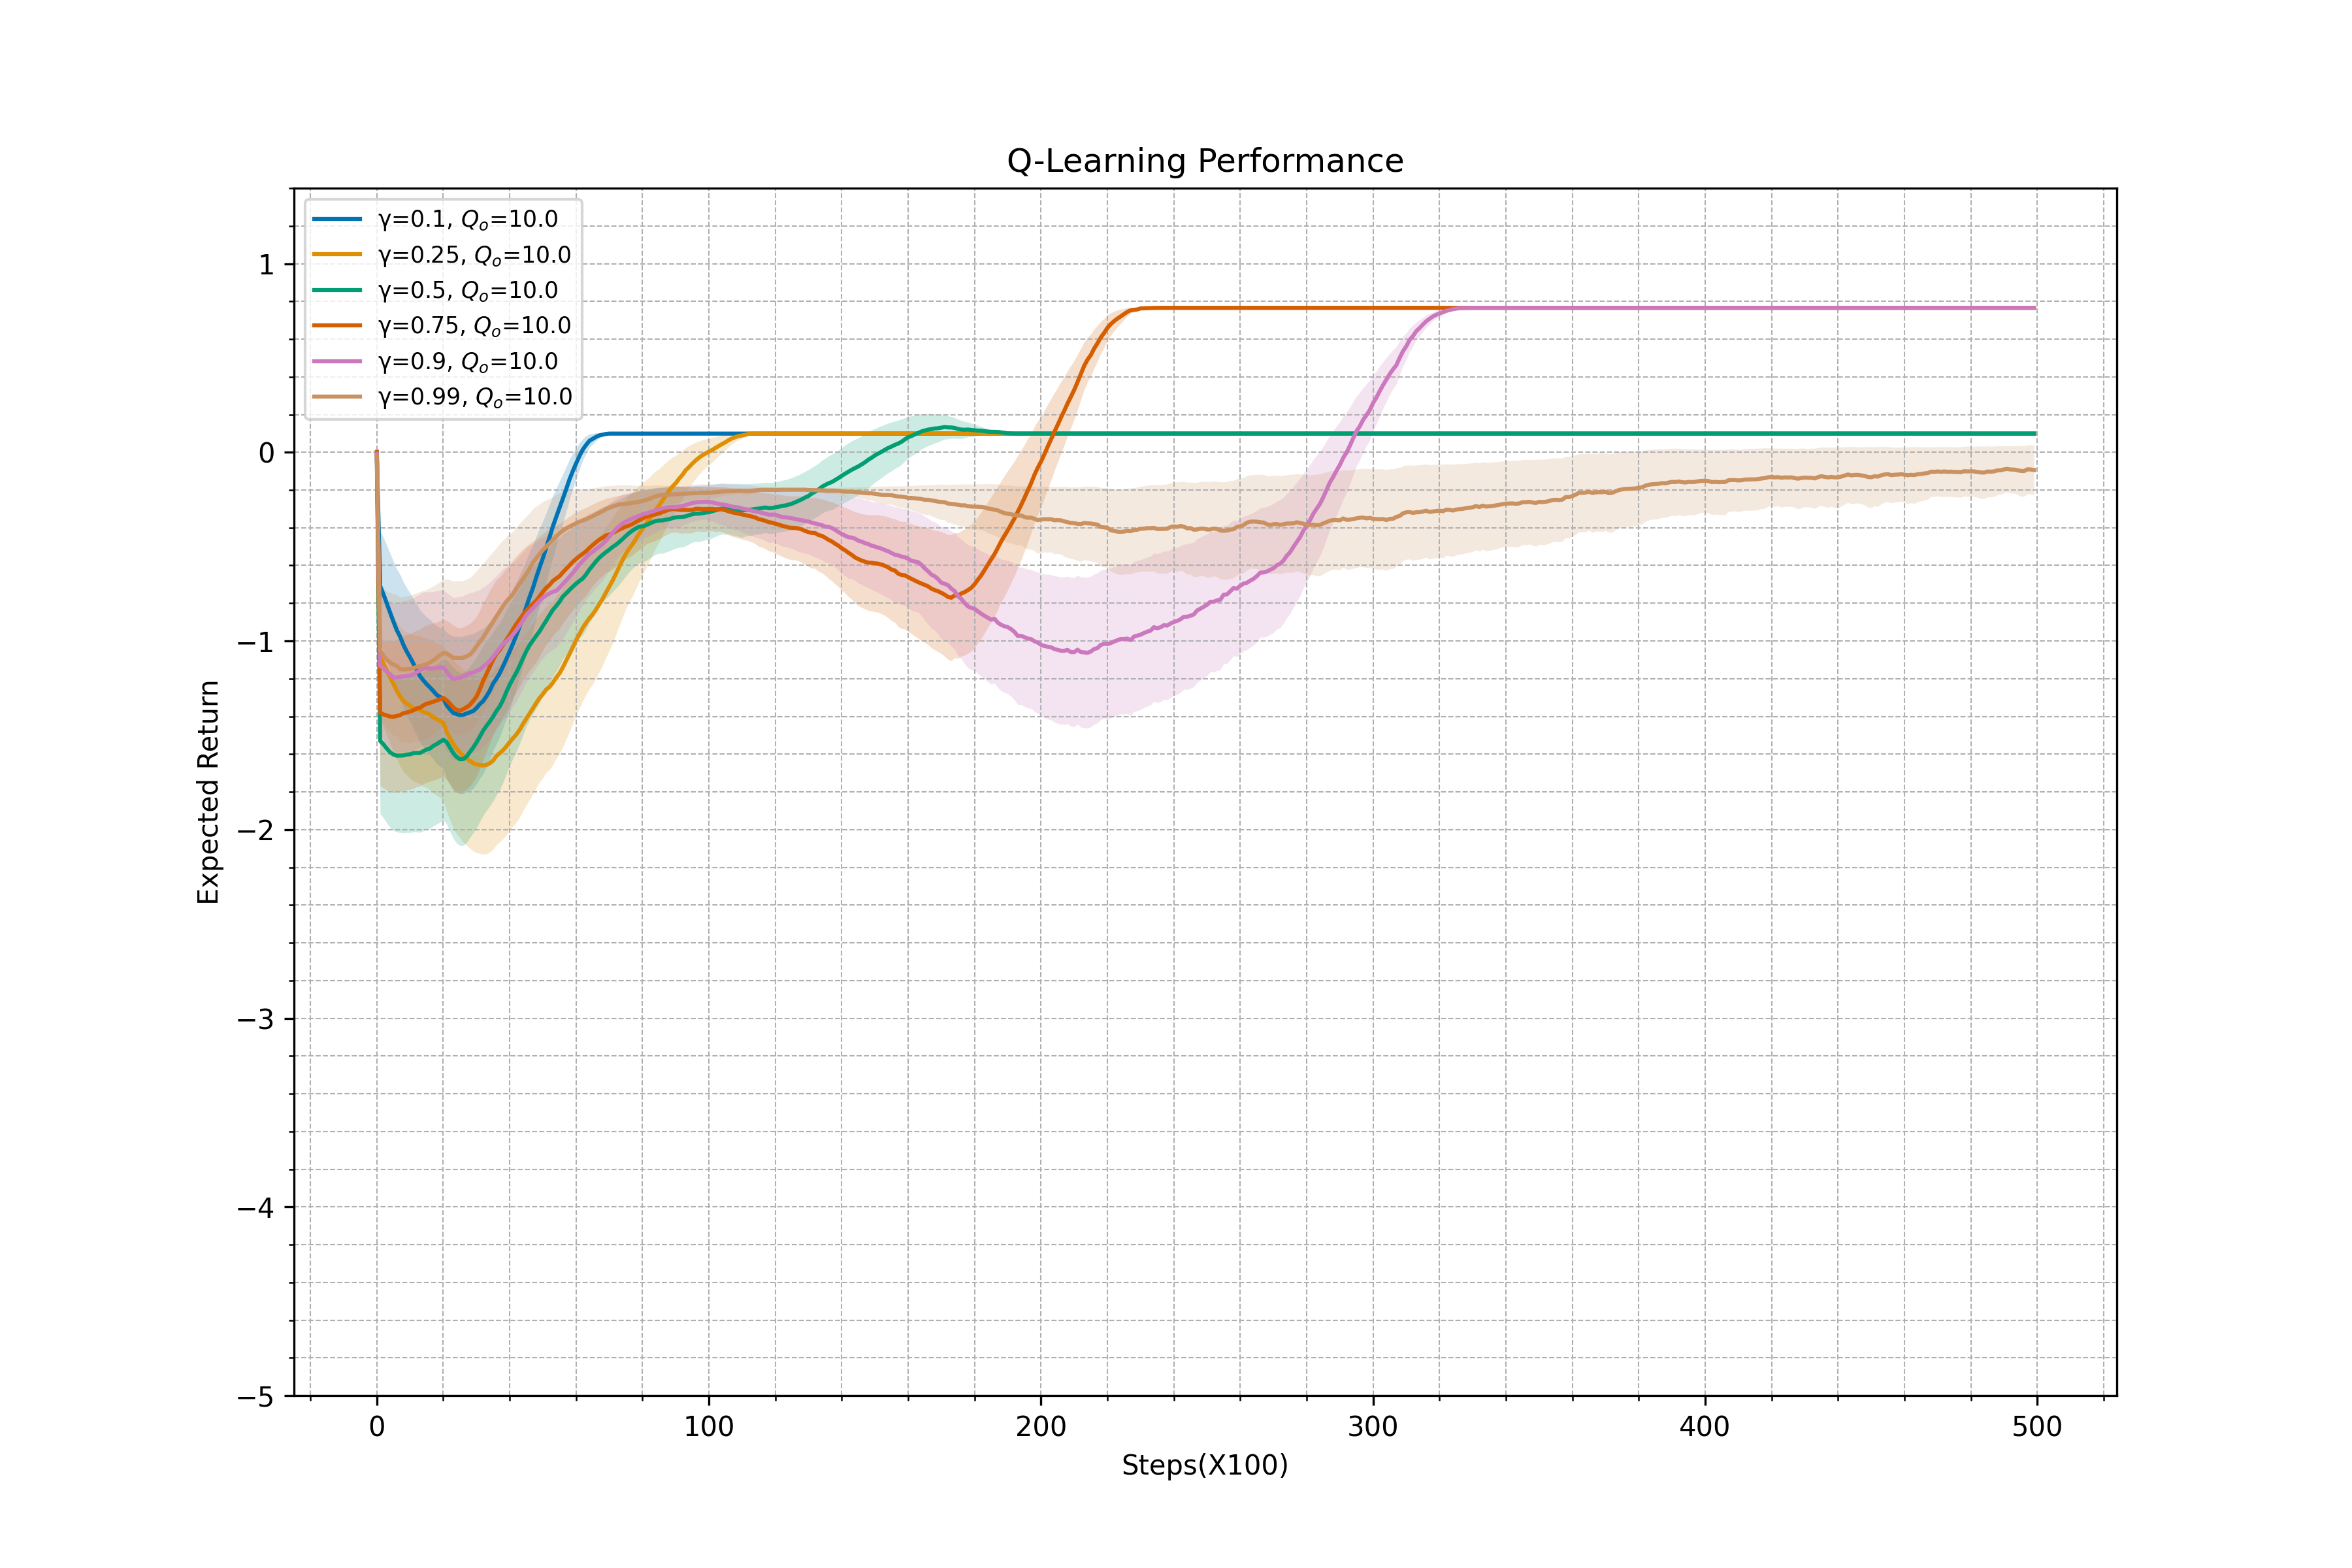 Q-Learning Performance
γ=0.1, Qₒ=10.0
γ=0.25, Qₒ=10.0
γ=0.5, Qₒ=10.0
γ=0.75, Qₒ=10.0
γ=0.9, Qₒ=10.0
γ=0.99, Qₒ=10.0
1
0
−1
−2
−3
−4
−5
Expected Return
0 100 200 300 400 500
Steps(X100)